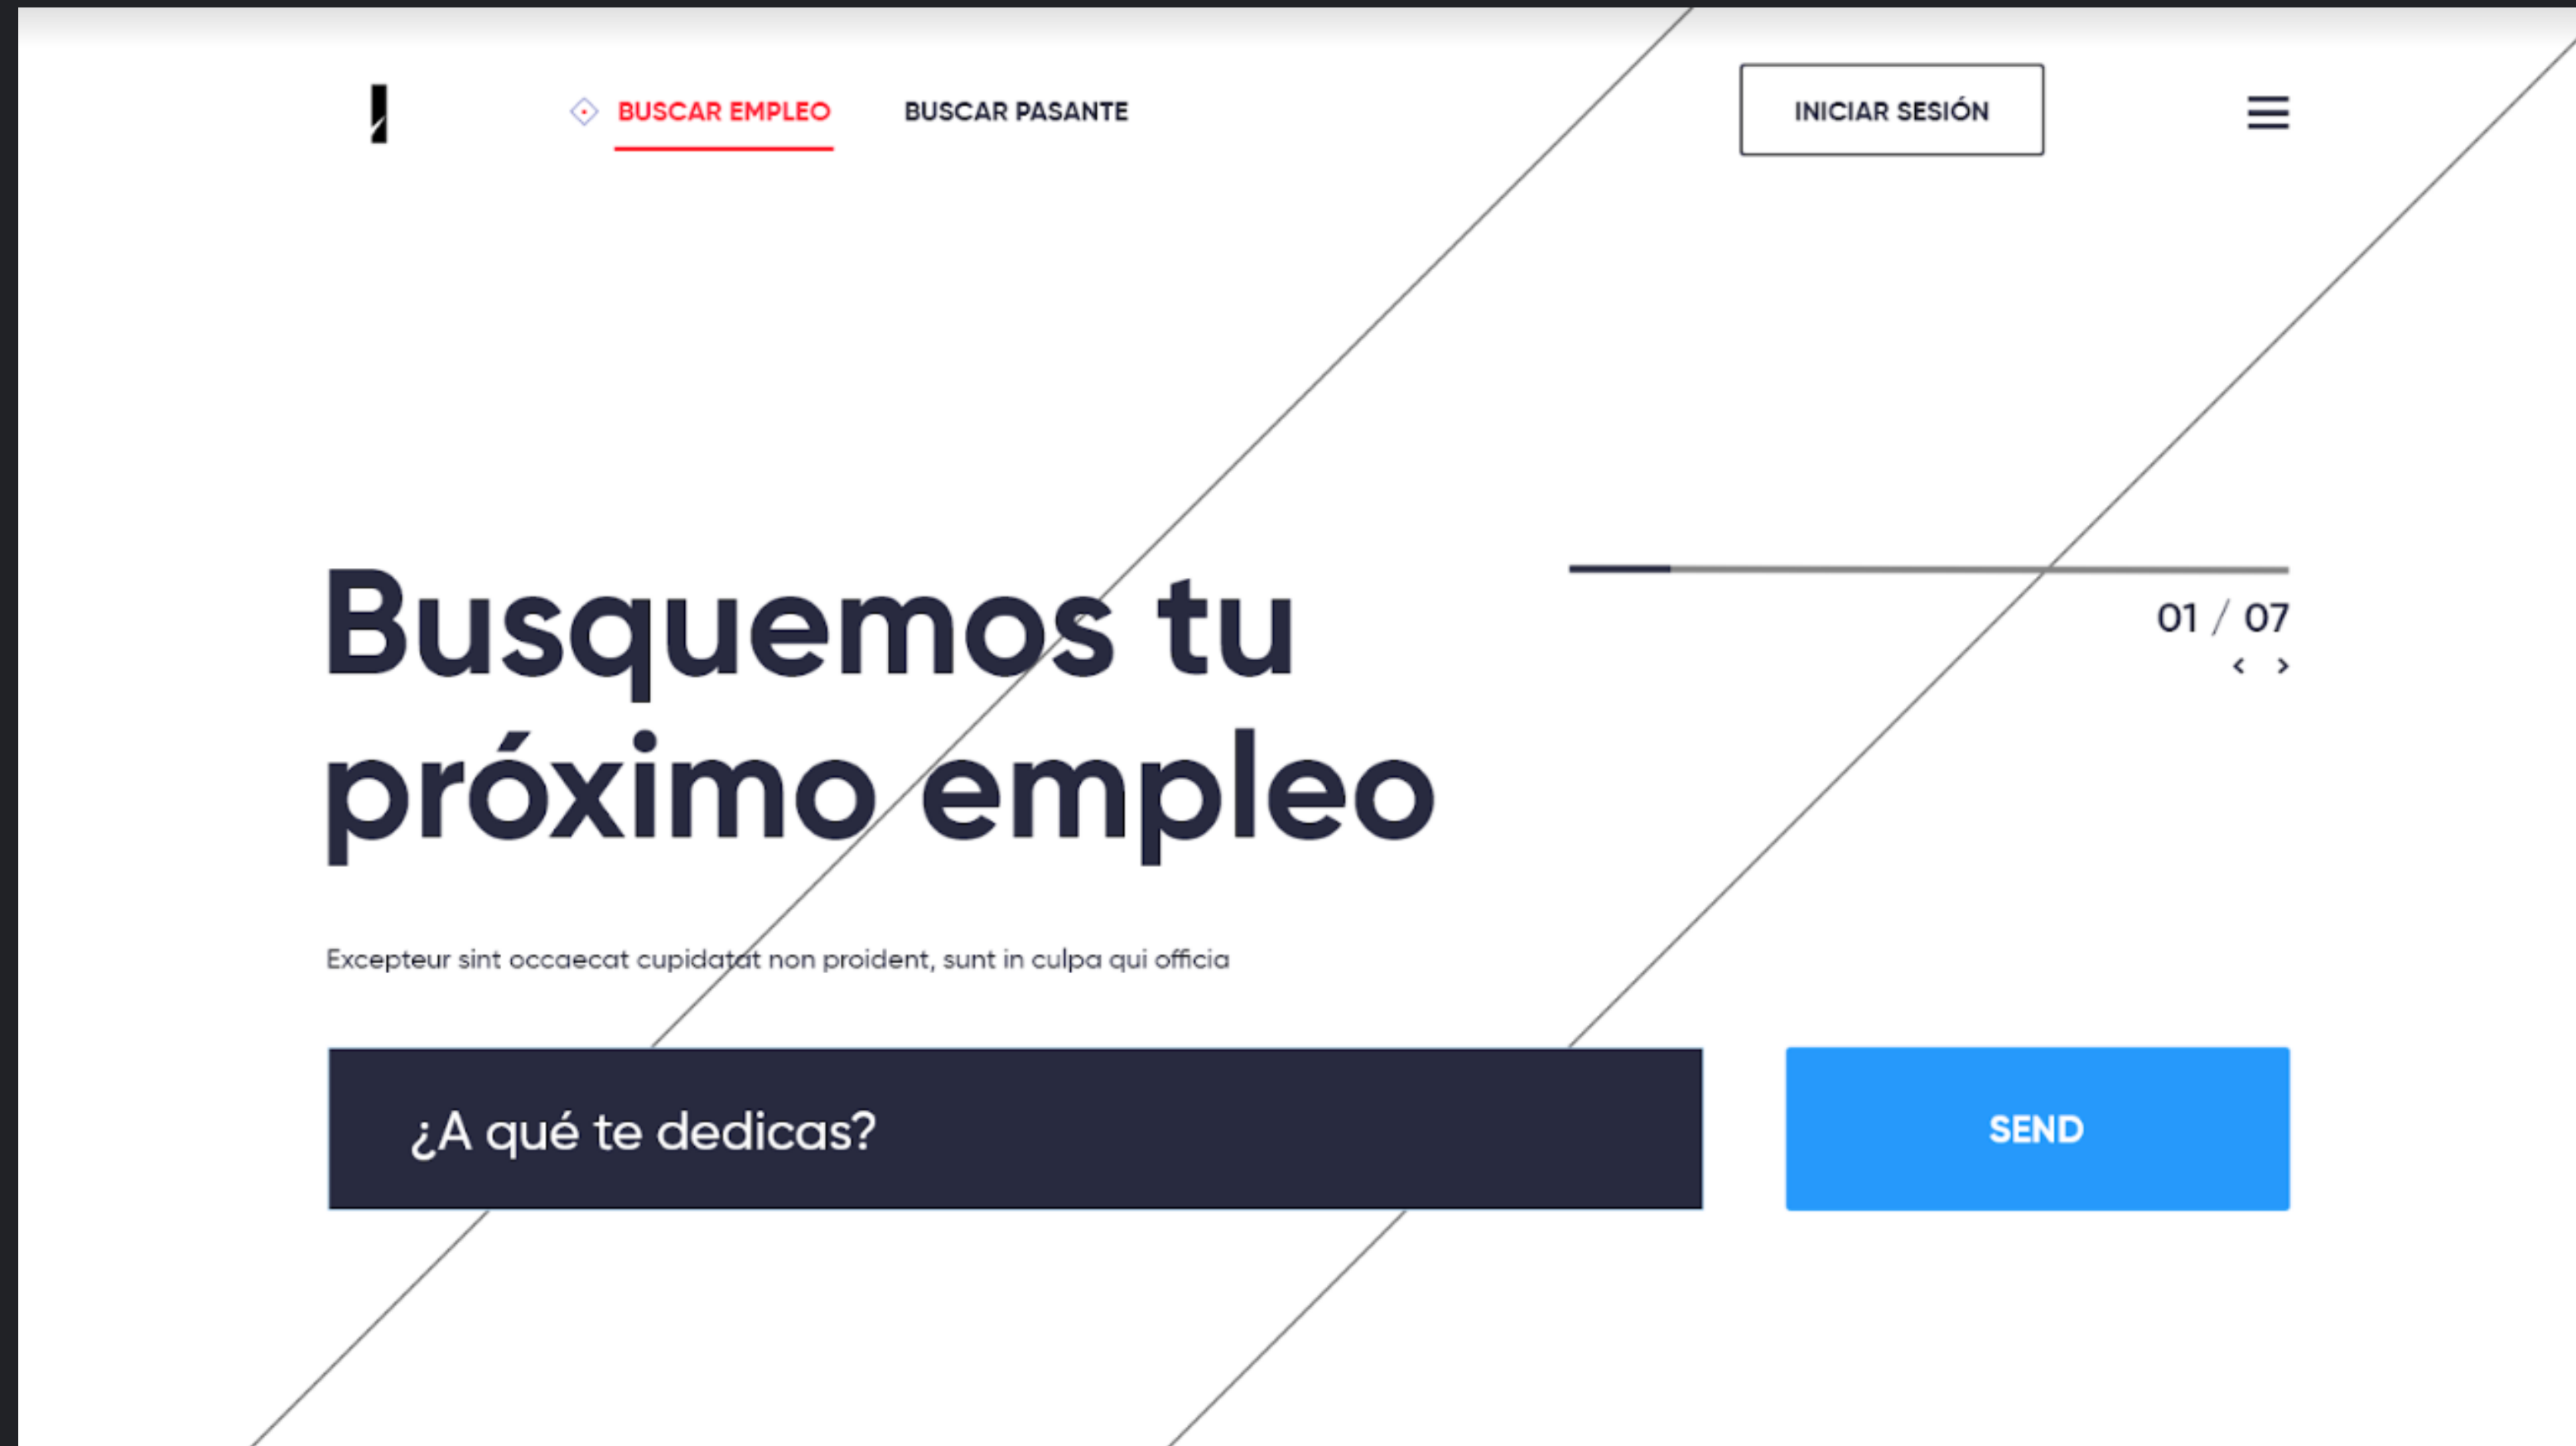 BUSCAR EMPLEO
BUSCAR PASANTE
INICIAR SESIÓN
Busquemos tu
próximo empleo
01 / 07
Excepteur sint occaecat cupidatat non proident, sunt in culpa qui officia
¿A qué te dedicas?
SEND